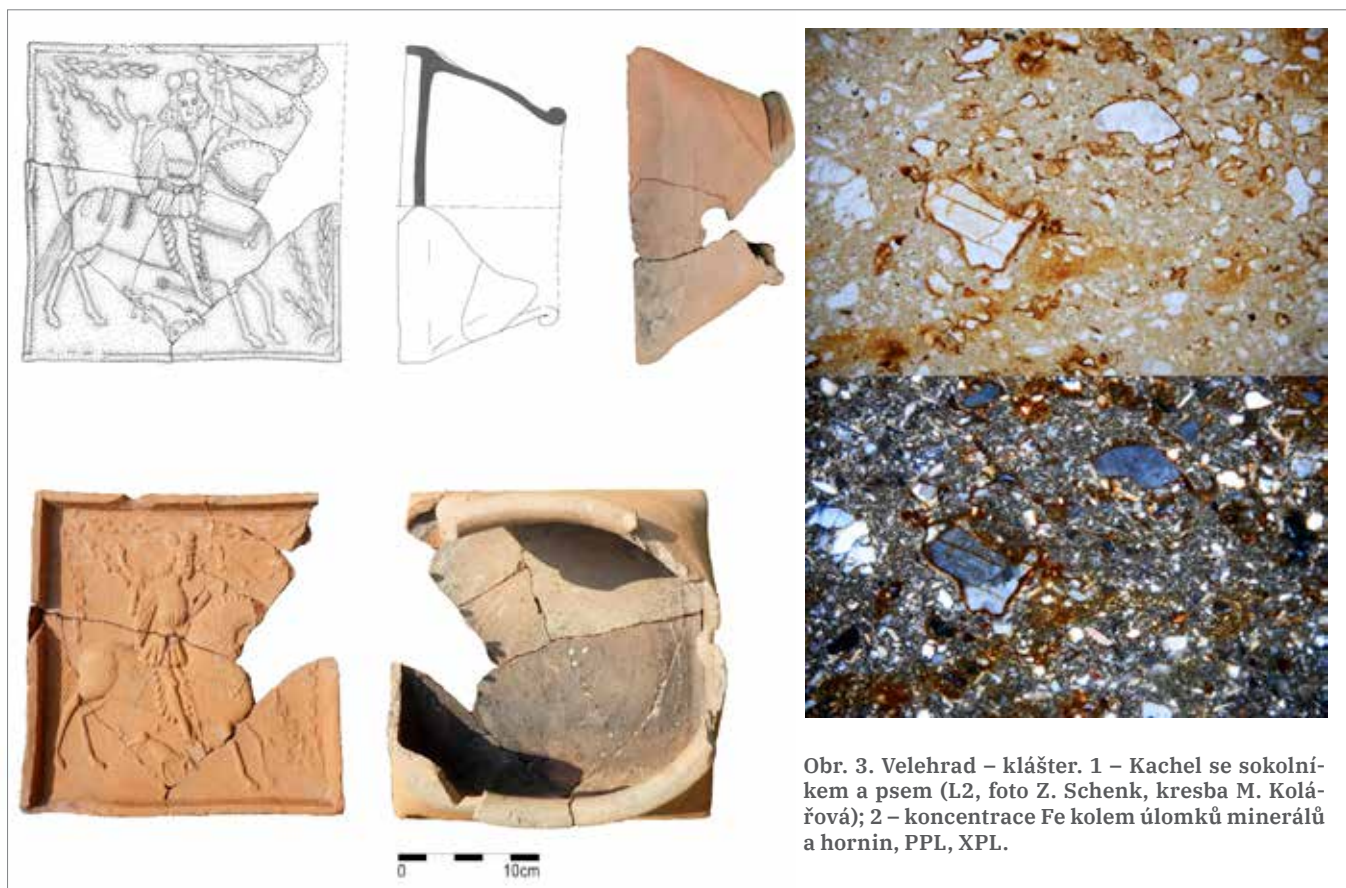 0 10cm
Obr. 3. Velehrad – klášter. 1 – Kachel se sokolní-
kem a psem (L2, foto Z. Schenk, kresba M. Kolá-
řová); 2 – koncentrace Fe kolem úlomků minerálů
a hornin, PPL, XPL.